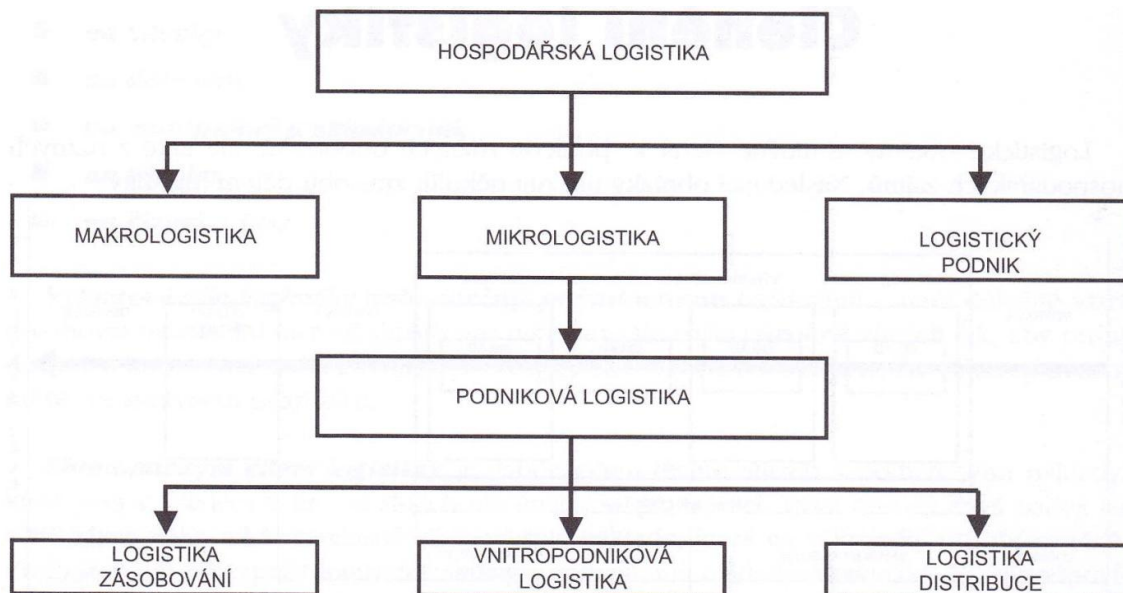 HOSPODÁŘSKÁ LOGISTIKA
MAKROLOGISTIKA
MIKROLOGISTIKA
LOGISTICKÝ
PODNIK
PODNIKOVÁ LOGISTIKA
LOGISTIKA
ZÁSOBOVÁNÍ
VNITROPODNIKOVÁ
LOGISTIKA
LOGISTIKA
DISTRIBUCE